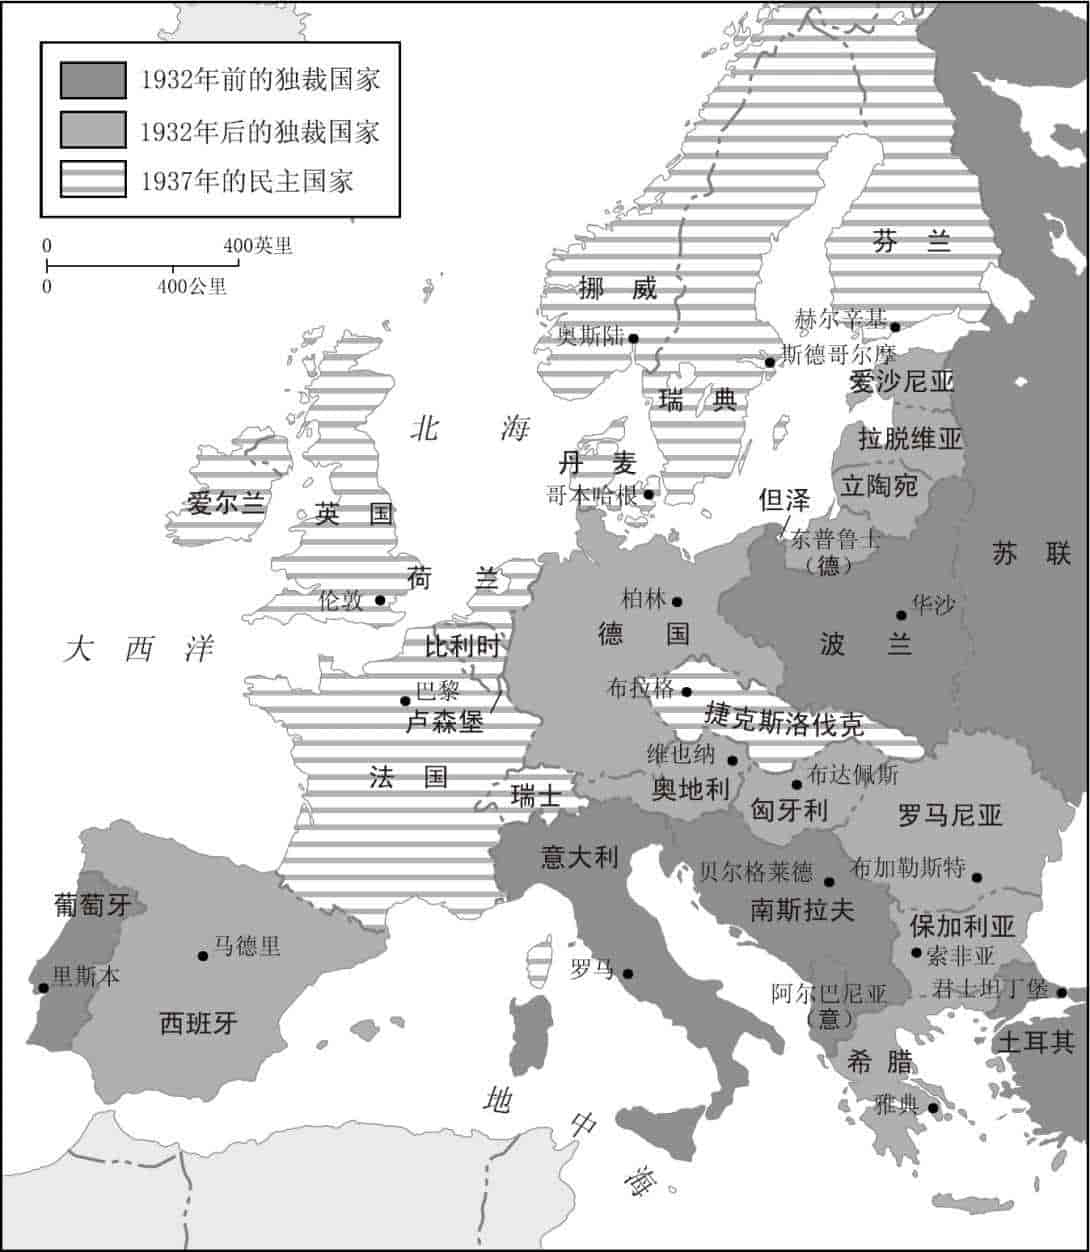 1932年前的独裁国家
1932年后的独裁国家
1937年的民主国家
0 400英里
0 400公里
芬兰
挪威
赫尔辛基
奥斯陆
斯德哥尔摩
爱沙尼亚
瑞典
北海
拉脱维亚
丹麦
立陶宛
哥本哈根
但泽
爱尔兰
英国
东普鲁士
（德）
苏联
荷兰
伦敦
柏林
华沙
德国
波兰
大西洋
比利时
布拉格
巴黎
卢森堡
捷克斯洛伐克
维也纳
布达佩斯
法国
奥地利
瑞士
匈牙利
罗马尼亚
意大利
贝尔格莱德
布加勒斯特
葡萄牙
南斯拉夫
保加利亚
马德里
索非亚
里斯本
罗马
阿尔巴尼亚
（意）
君士坦丁堡
西班牙
土耳其
希腊
地中海
雅典